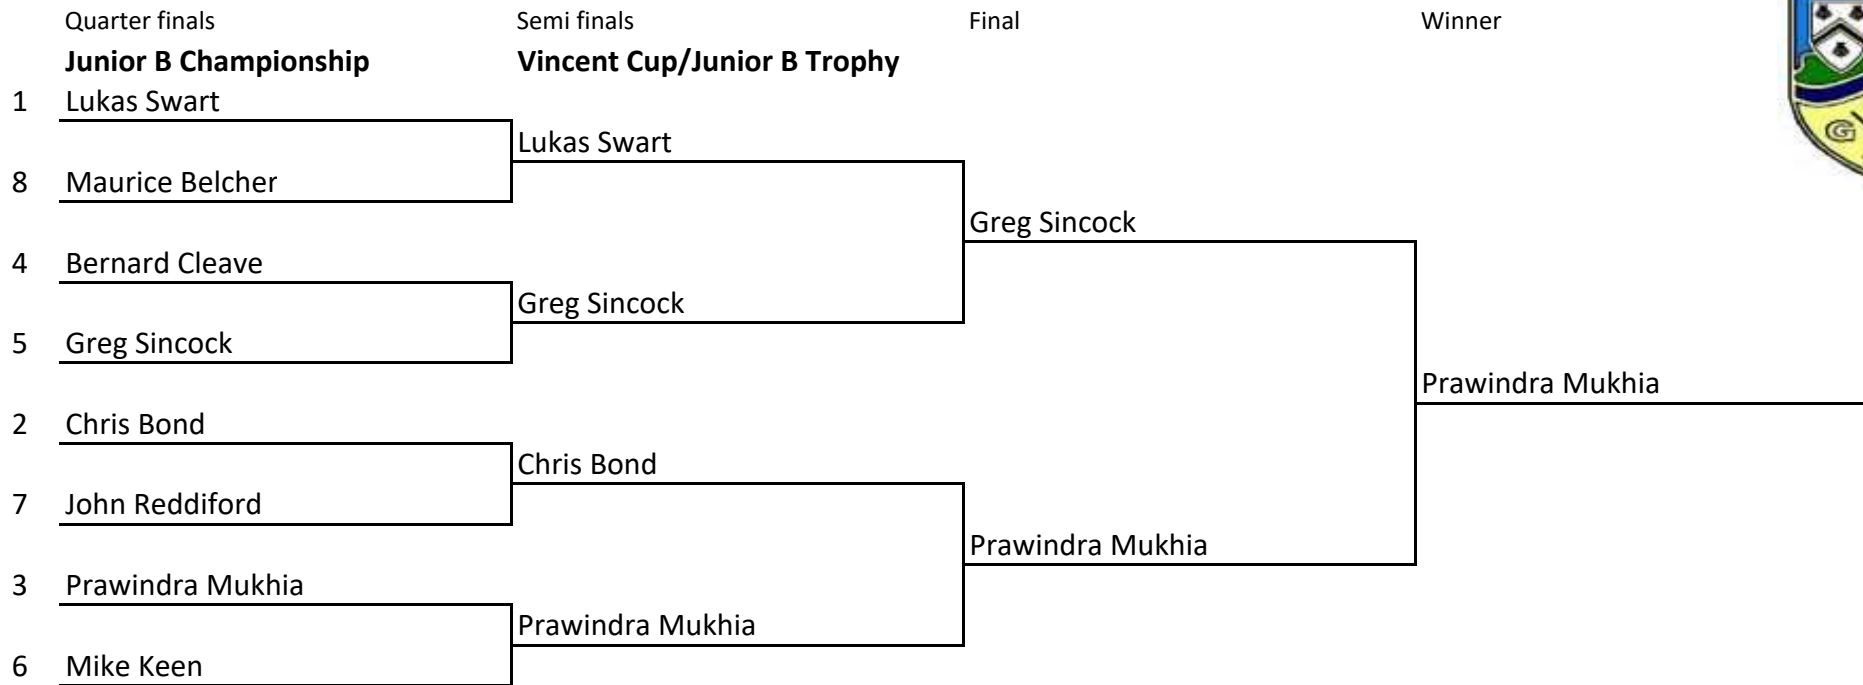 Quarter finals Semi finals Final Winner
Junior B Championship Vincent Cup/Junior B Trophy
1 Lukas Swart
Lukas Swart
8 Maurice Belcher
Greg Sincock
4 Bernard Cleave
Greg Sincock
5 Greg Sincock
Prawindra Mukhia
2 Chris Bond
Chris Bond
7 John Reddiford
Prawindra Mukhia
3 Prawindra Mukhia
Prawindra Mukhia
6 Mike Keen
G